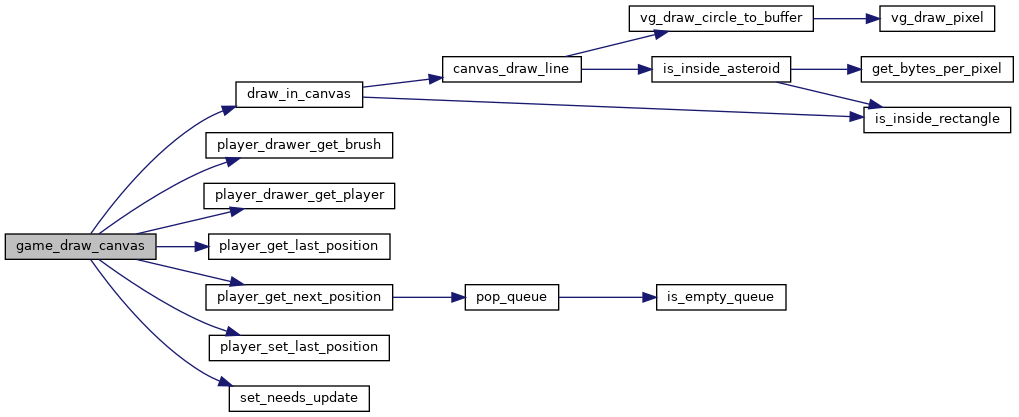 vg_draw_circle_to_buffer
vg_draw_pixel
canvas_draw_line
is_inside_asteroid
get_bytes_per_pixel
draw_in_canvas
is_inside_rectangle
player_drawer_get_brush
player_drawer_get_player
game_draw_canvas
player_get_last_position
player_get_next_position
pop_queue
is_empty_queue
player_set_last_position
set_needs_update